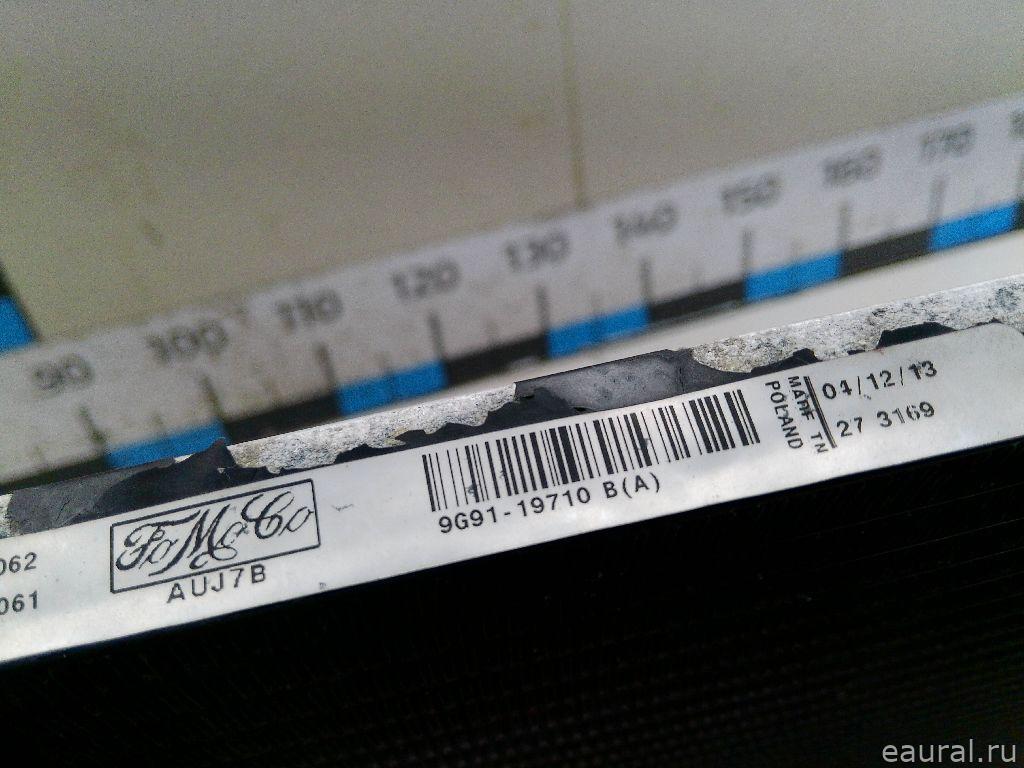 90 100 110 120 130 140 150 160 170
062
061
FoMoCo
AUJ7B
9G91-19710 B(A)
MADE IN
POLAND
04/12/13
27 3169
eaural.ru